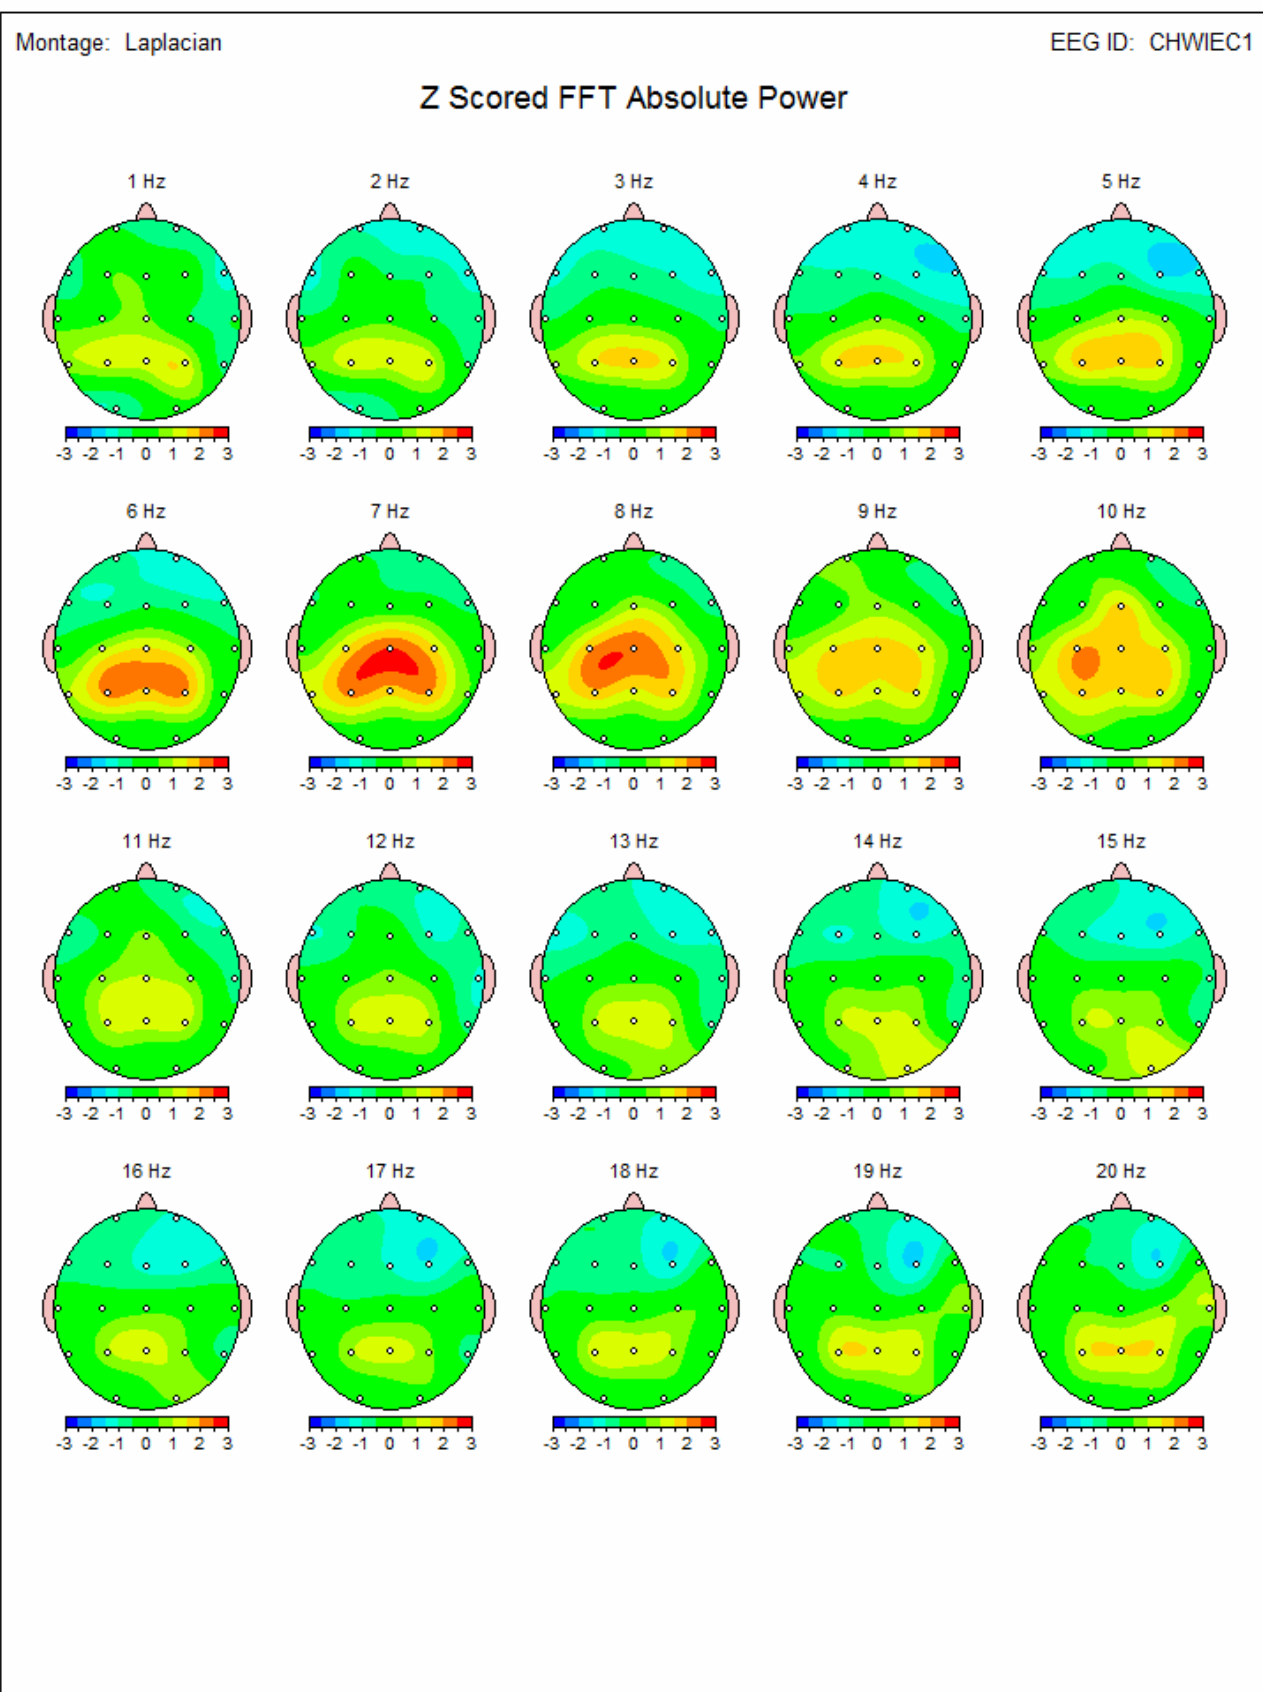 Montage: Laplacian EEG ID: CHWIEC1
Z Scored FFT Absolute Power
1 Hz 2 Hz 3 Hz 4 Hz 5 Hz
-3 -2 -1 0 1 2 3 -3 -2 -1 0 1 2 3 -3 -2 -1 0 1 2 3 -3 -2 -1 0 1 2 3 -3 -2 -1 0 1 2 3
6 Hz 7 Hz 8 Hz 9 Hz 10 Hz
-3 -2 -1 0 1 2 3 -3 -2 -1 0 1 2 3 -3 -2 -1 0 1 2 3 -3 -2 -1 0 1 2 3 -3 -2 -1 0 1 2 3
11 Hz 12 Hz 13 Hz 14 Hz 15 Hz
-3 -2 -1 0 1 2 3 -3 -2 -1 0 1 2 3 -3 -2 -1 0 1 2 3 -3 -2 -1 0 1 2 3 -3 -2 -1 0 1 2 3
16 Hz 17 Hz 18 Hz 19 Hz 20 Hz
-3 -2 -1 0 1 2 3 -3 -2 -1 0 1 2 3 -3 -2 -1 0 1 2 3 -3 -2 -1 0 1 2 3 -3 -2 -1 0 1 2 3